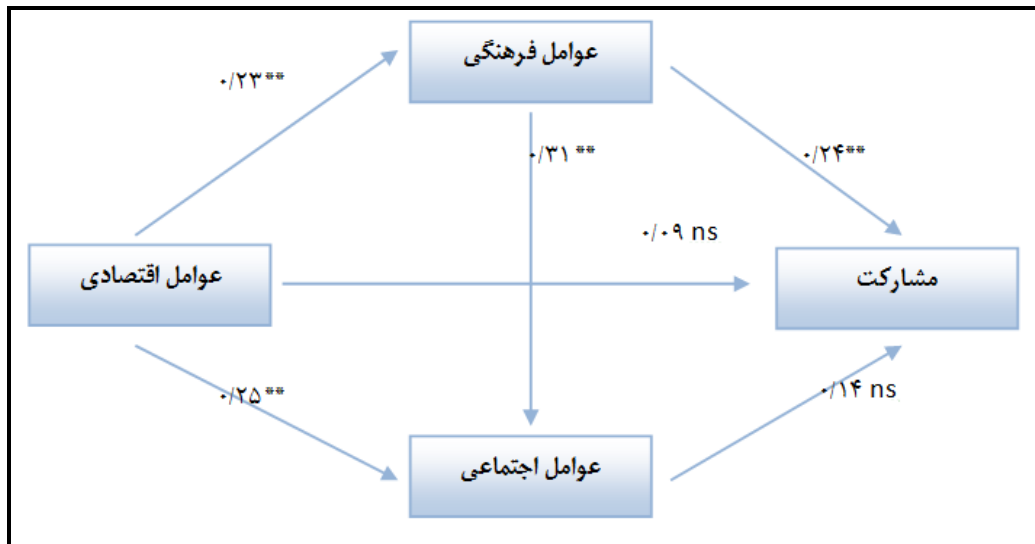 عوامل فرهنگی
۰/۲۳**
۰/۳۱**
۰/۲۴**
۰/۰۹ ns
عوامل اقتصادی
مشارکت
۰/۲۵**
۰/۱۴ ns
عوامل اجتماعی